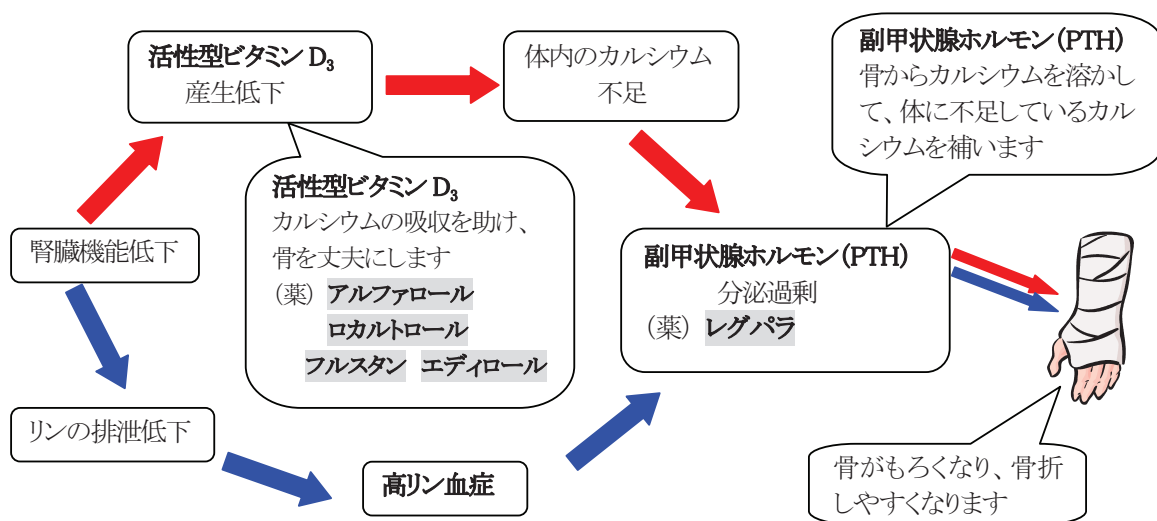 活性型ビタミン D₃
産生低下
体内のカルシウム
不足
副甲状腺ホルモン(PTH)
骨からカルシウムを溶かし
て、体に不足しているカル
シウムを補います
活性型ビタミン D₃
カルシウムの吸収を助け、
骨を丈夫にします
(薬) アルファロール
ロカルトロール
フルスタン エディロール
腎臓機能低下
副甲状腺ホルモン(PTH)
分泌過剰
(薬) レグパラ
リンの排泄低下
高リン血症
骨がもろくなり、骨折
しやすくなります